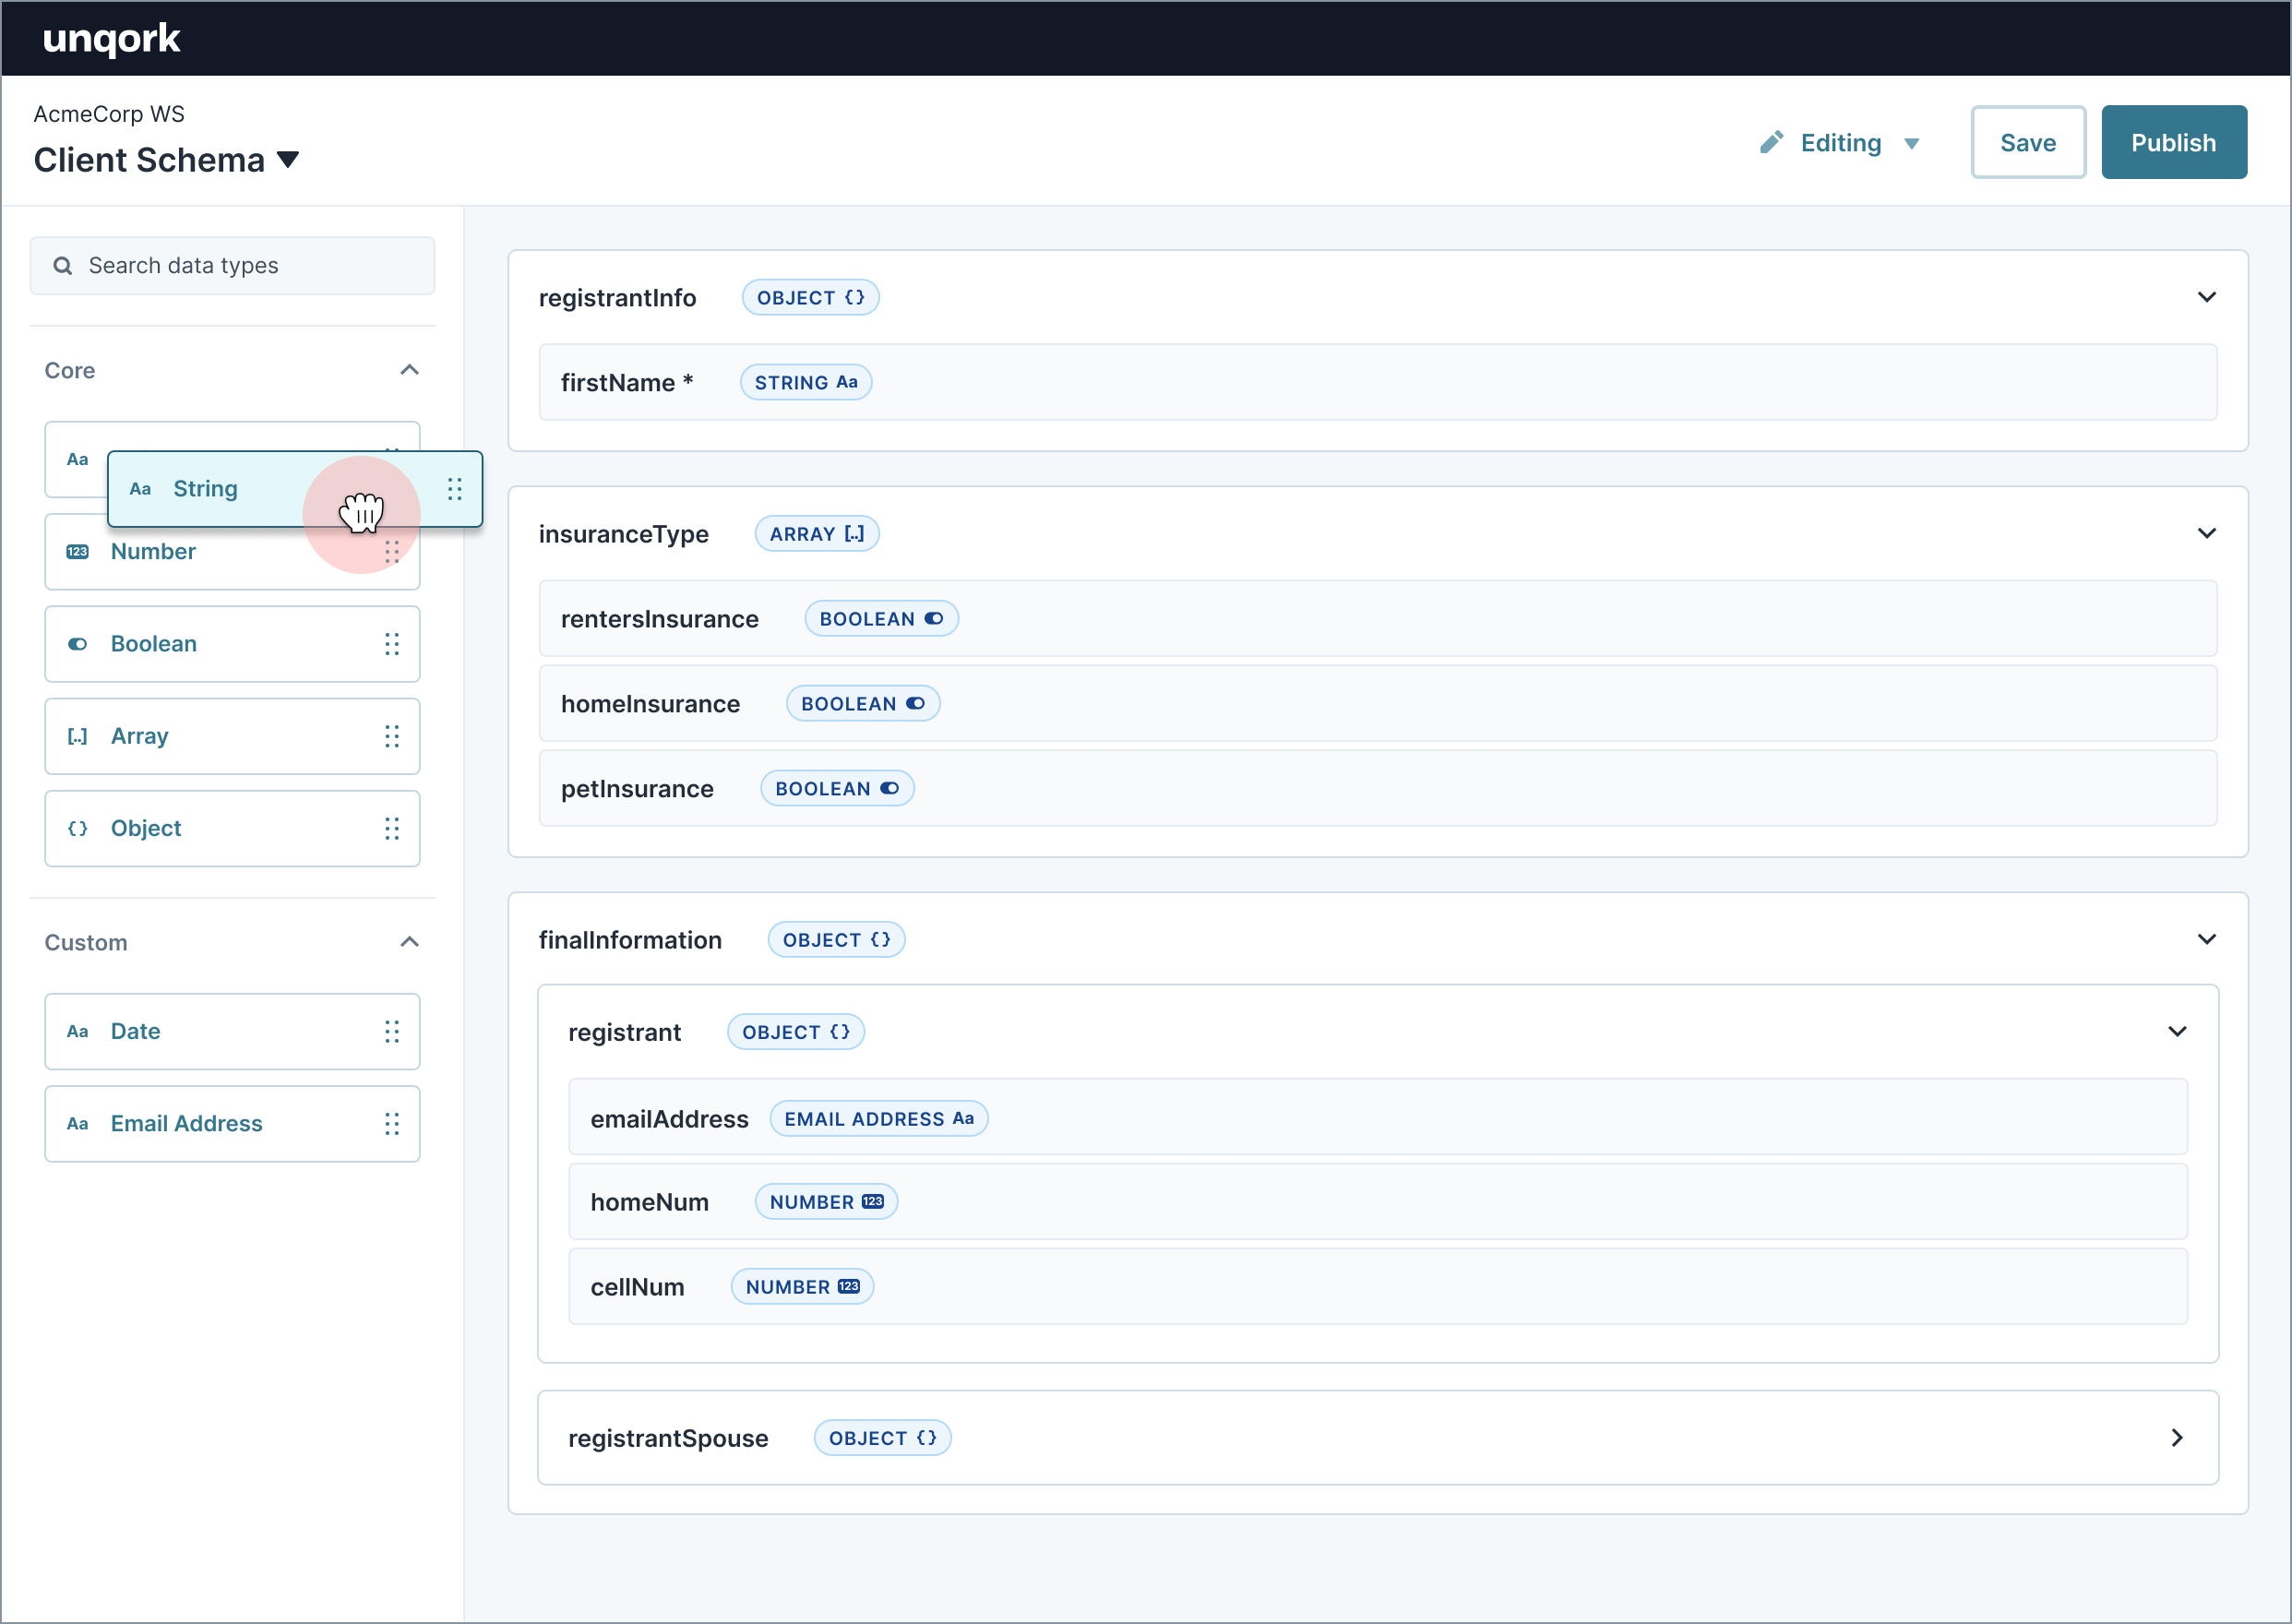 unqork
AcmeCorp WS
Client Schema
Editing
Save
Publish
Search data types
Core
Aa
Aa String
123 Number
Boolean
[..] Array
{} Object
Custom
Aa Date
Aa Email Address
registrantInfo OBJECT {}
firstName * STRING Aa
insuranceType ARRAY [..]
rentersInsurance BOOLEAN
homeInsurance BOOLEAN
petInsurance BOOLEAN
finalInformation OBJECT {}
registrant OBJECT {}
emailAddress EMAIL ADDRESS Aa
homeNum NUMBER 123
cellNum NUMBER 123
registrantSpouse OBJECT {}